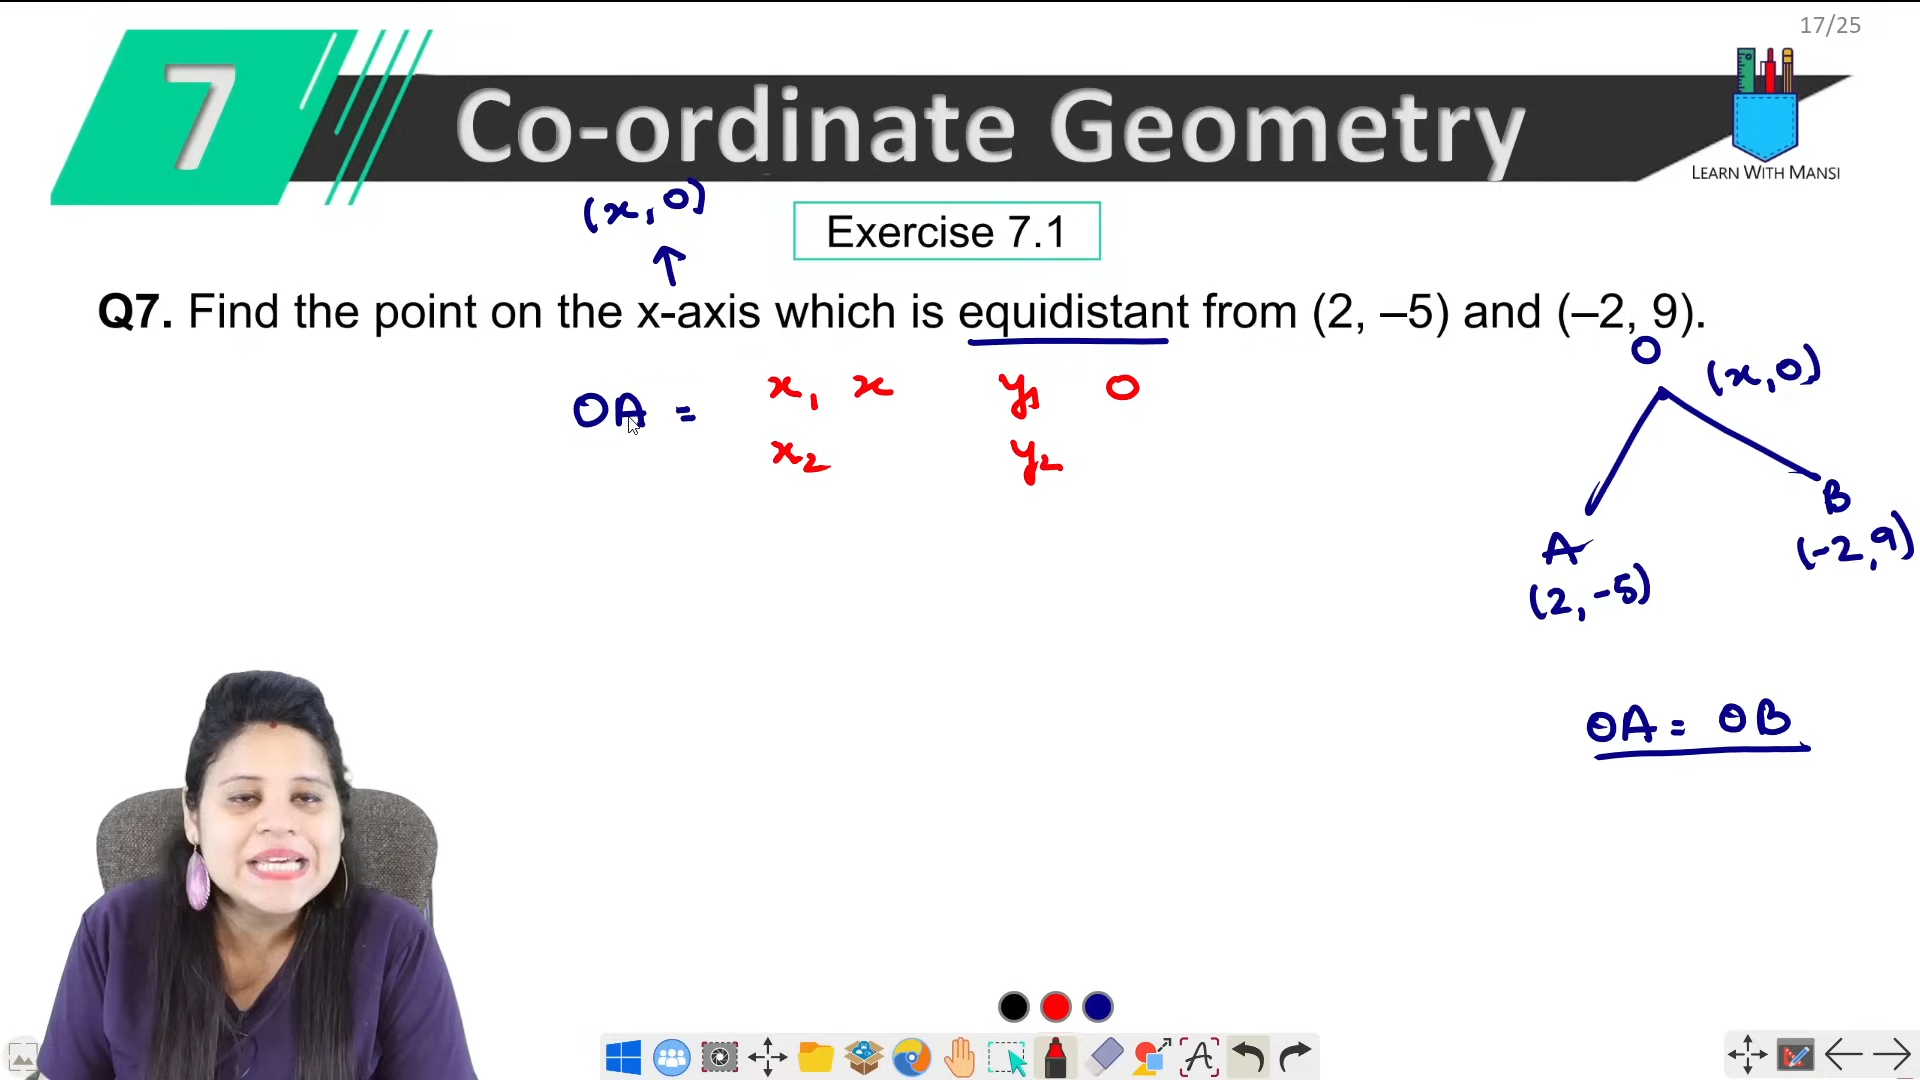 17/25
7
Co-ordinate Geometry
LEARN WITH MANSI
(x, 0)
↑
Exercise 7.1
Q7. Find the point on the x-axis which is equidistant from (2, –5) and (–2, 9).
O
(x, 0)
OA = x₁ x y₁ 0
x₂ y₂
B
(-2, 9)
A
(2, -5)
OA = OB